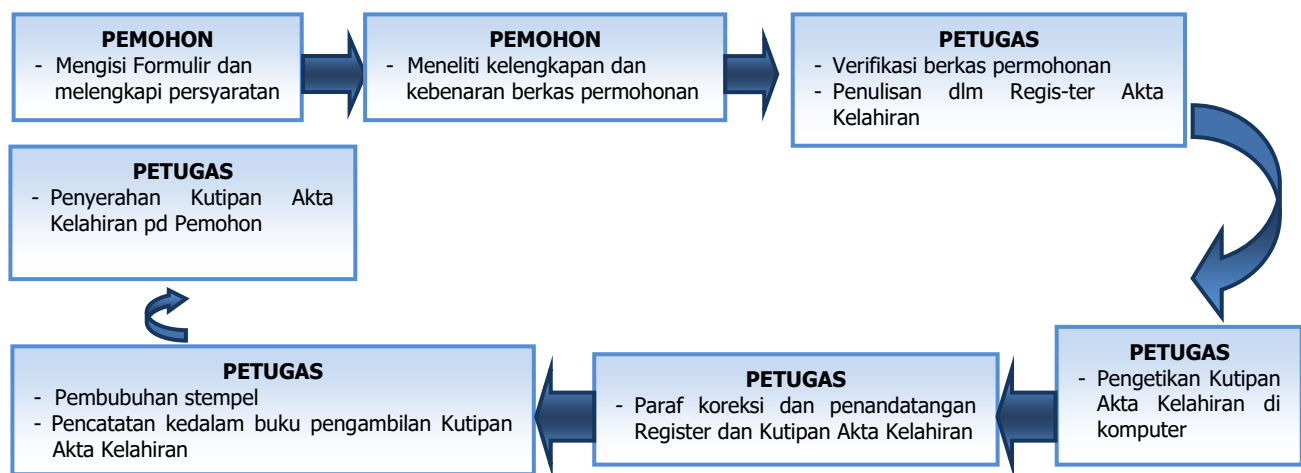 PEMOHON
- Mengisi Formulir dan
melengkapi persyaratan
PEMOHON
- Meneliti kelengkapan dan
kebenaran berkas permohonan
PETUGAS
- Verifikasi berkas permohonan
- Penulisan dlm Regis-ter Akta
Kelahiran
PETUGAS
- Pengetikan Kutipan
Akta Kelahiran di
komputer
PETUGAS
- Paraf koreksi dan penandatangan
Register dan Kutipan Akta Kelahiran
PETUGAS
- Pembubuhan stempel
- Pencatatan kedalam buku pengambilan Kutipan
Akta Kelahiran
PETUGAS
- Penyerahan Kutipan Akta
Kelahiran pd Pemohon